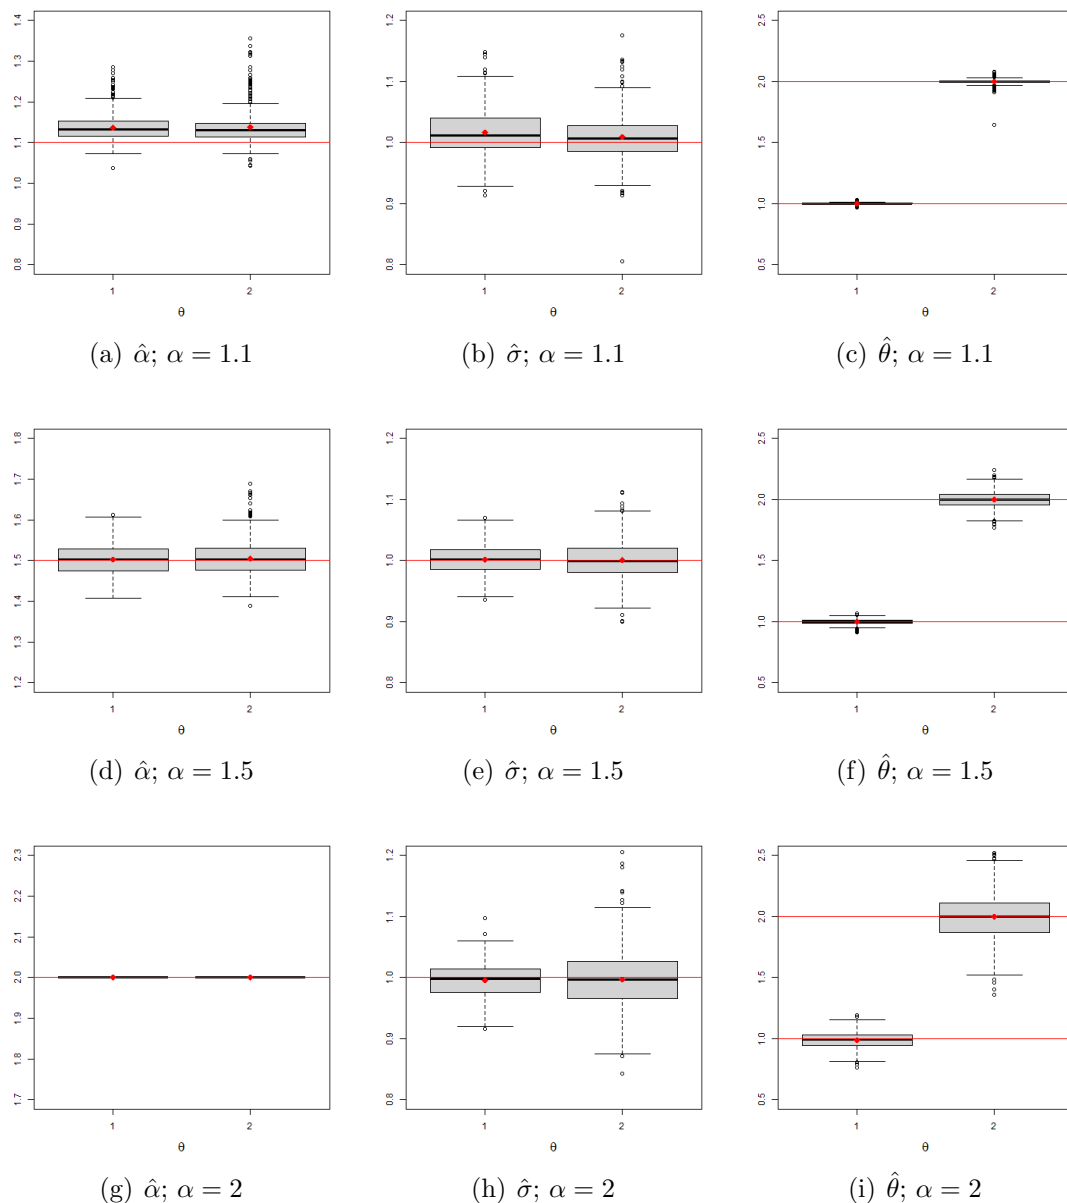 0.8 0.9 1.0 1.1 1.2 1.3 1.4
1 2
θ
0.8 0.9 1.0 1.1 1.2
1 2
θ
0.5 1.0 1.5 2.0 2.5
1 2
θ
(a) α̂; α = 1.1
(b) σ̂; α = 1.1
(c) θ̂; α = 1.1
1.2 1.3 1.4 1.5 1.6 1.7 1.8
1 2
θ
0.8 0.9 1.0 1.1 1.2
1 2
θ
0.5 1.0 1.5 2.0 2.5
1 2
θ
(d) α̂; α = 1.5
(e) σ̂; α = 1.5
(f) θ̂; α = 1.5
1.7 1.8 1.9 2.0 2.1 2.2 2.3
1 2
θ
0.8 0.9 1.0 1.1 1.2
1 2
θ
0.5 1.0 1.5 2.0 2.5
1 2
θ
(g) α̂; α = 2
(h) σ̂; α = 2
(i) θ̂; α = 2